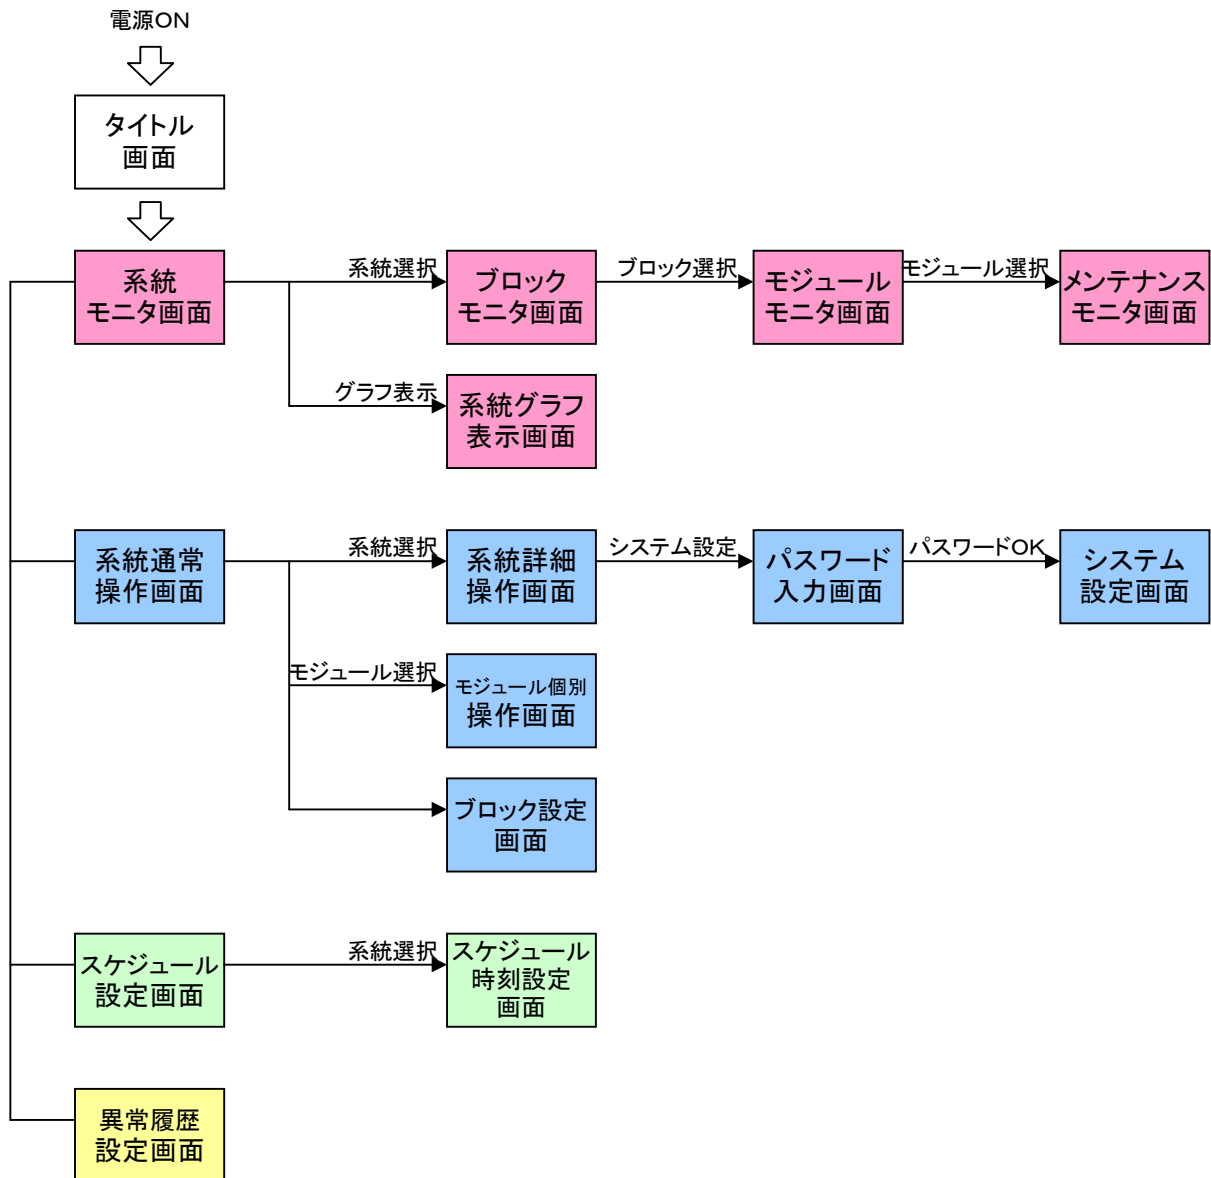 電源ON
タイトル
画面
系統
モニタ画面
系統選択
ブロック
モニタ画面
ブロック選択
モジュール
モニタ画面
モジュール選択
メンテナンス
モニタ画面
グラフ表示
系統グラフ
表示画面
系統通常
操作画面
系統選択
系統詳細
操作画面
システム設定
パスワード
入力画面
パスワードOK
システム
設定画面
モジュール選択
モジュール個別
操作画面
ブロック設定
画面
スケジュール
設定画面
系統選択
スケジュール
時刻設定
画面
異常履歴
設定画面